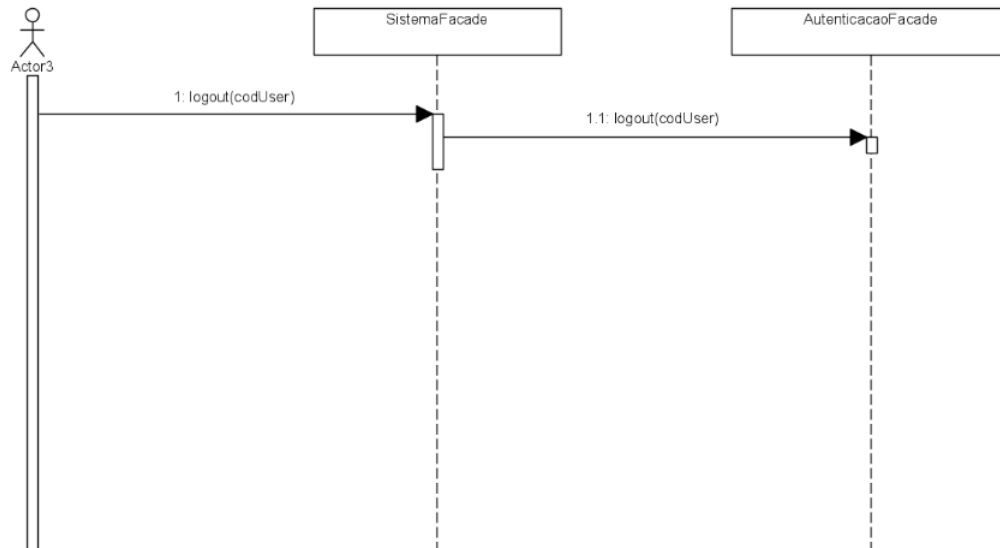 SistemaFacade
AutenticacaoFacade
Actor3
1: logout(codUser)
1.1: logout(codUser)